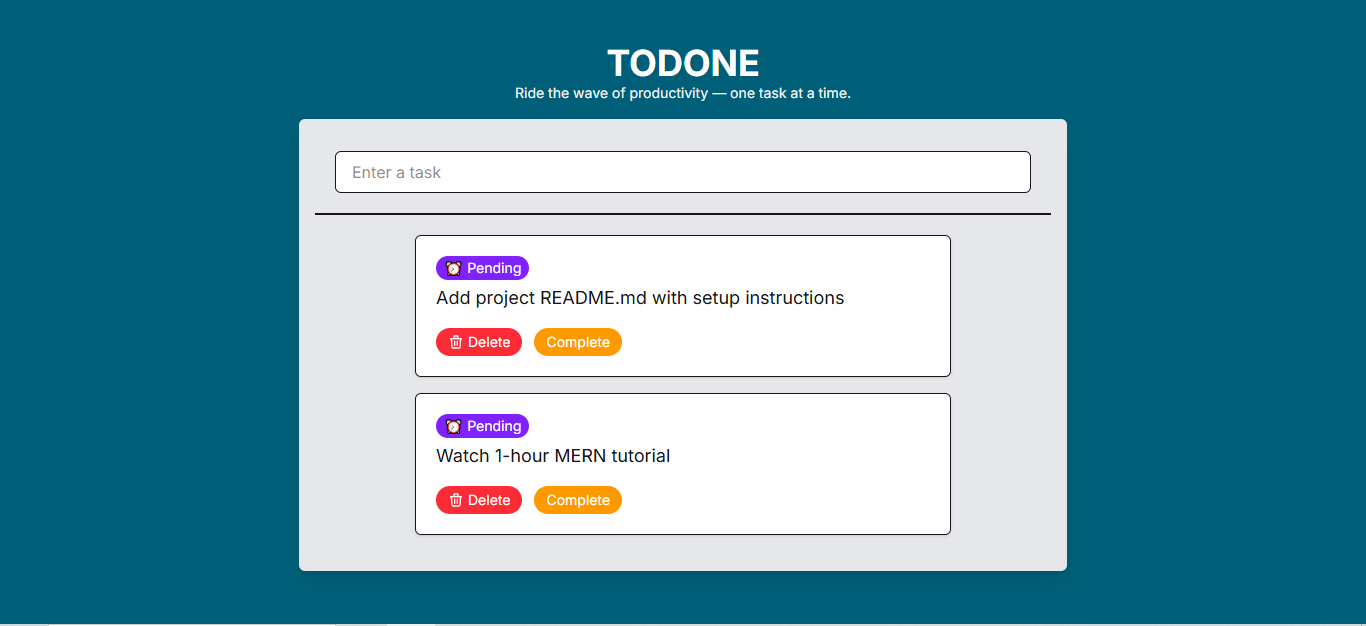 TODONE
Ride the wave of productivity — one task at a time.
Enter a task
⏰ Pending
Add project README.md with setup instructions
Delete Complete
⏰ Pending
Watch 1-hour MERN tutorial
Delete Complete